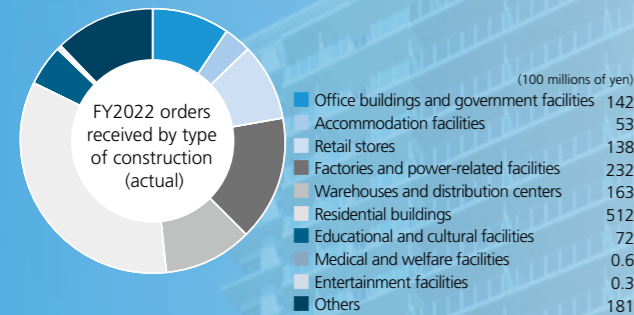 FY2022 orders
received by type
of construction
(actual)
(100 millions of yen)
Office buildings and government facilities 142
Accommodation facilities 53
Retail stores 138
Factories and power-related facilities 232
Warehouses and distribution centers 163
Residential buildings 512
Educational and cultural facilities 72
Medical and welfare facilities 0.6
Entertainment facilities 0.3
Others 181